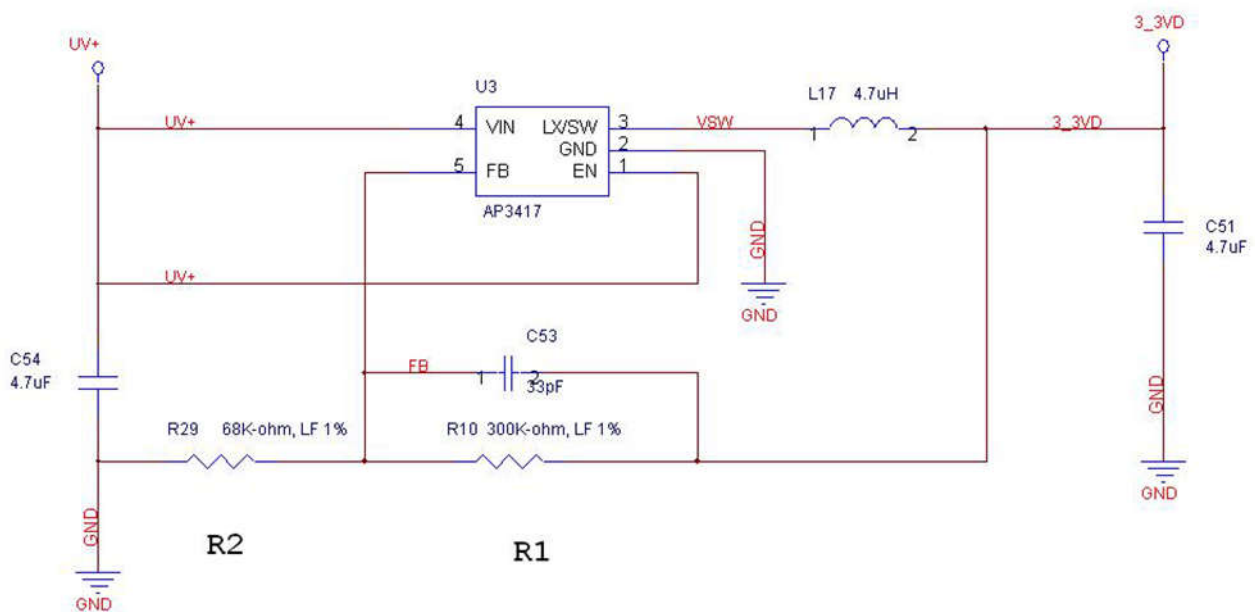 3_3VD
UV+
U3
L17 4.7uH
UV+ 4 VIN LX/SW 3 VSW 1 2 3_3VD
GND 2
5 FB EN 1
AP3417
GND
C51
4.7uF
UV+
GND
C53
C54
4.7uF
FB 1 2
33pF
GND
R29 68K-ohm, LF 1% R10 300K-ohm, LF 1%
GND
GND
R2 R1
GND